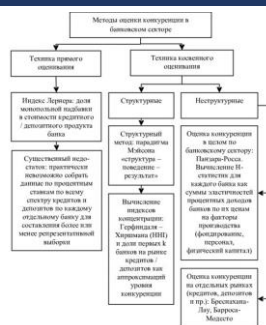 Методы оценки конкуренции в
банковском секторе
Техника прямого
оценивания
Техника косвенного
оценивания
Индекс Лернера: доля
монопольной надбавки
в стоимости кредитного
/ депозитного продукта
банка
Структурные
Неструктурные
Существенный недо-
статок: практически
невозможно собрать
данные по процентным
ставкам по всему
спектру кредитов и
депозитов по каждому
отдельному банку для
составления более или
менее репрезентативной
выборки
Структурный
метод: парадигма
Мэйсона
«структура –
поведение –
результат»
Вычисление
индексов
концентрации:
Герфиндаля –
Хиршмана (HHI)
и доли первых k
банков на рынке
кредитов /
депозитов как
аппроксимаций
уровня
конкуренции
Оценка конкуренции
в целом по
банковскому сектору:
Панзара-Росса.
Вычисление H-
статистик для
каждого банка как
суммы эластичностей
процентных доходов
банков по их ценам
на факторы
производства
(фондирование,
персонал,
физический капитал)
Оценка конкуренции
на отдельных рынках
(кредитов, депозитов
и пр.): Бреснахана-
Лау, Барроса-
Модесто